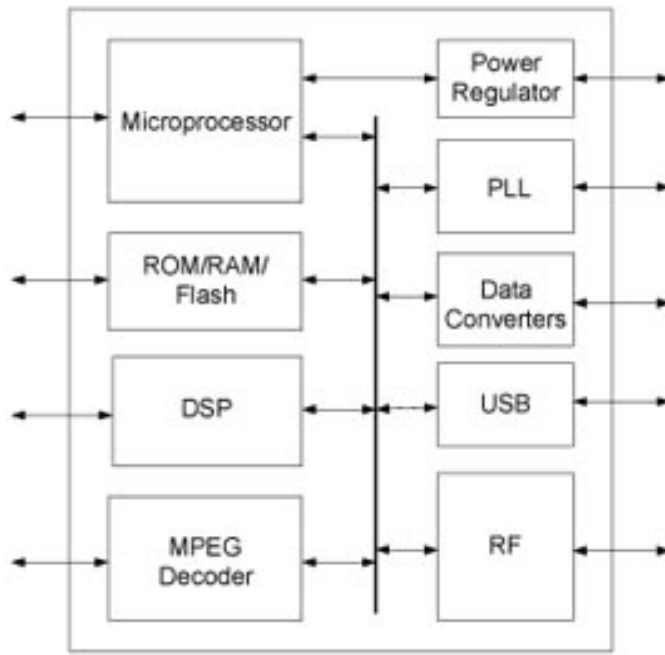 Microprocessor
ROM/RAM/
Flash
DSP
MPEG
Decoder
Power
Regulator
PLL
Data
Converters
USB
RF